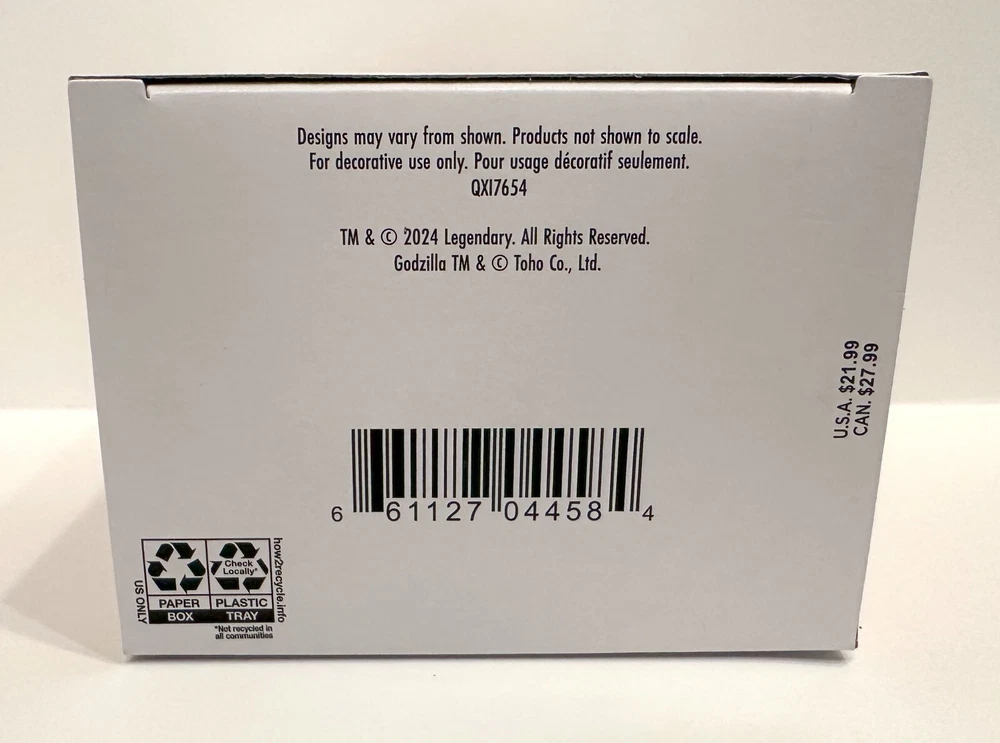 Designs may vary from shown. Products not shown to scale.
For decorative use only. Pour usage décoratif seulement.
QXI7654
TM & © 2024 Legendary. All Rights Reserved.
Godzilla TM & © Toho Co., Ltd.
U.S.A. $21.99
CAN. $27.99
6 61127 04458 4
US ONLY
Check
Locally*
PAPER
BOX
PLASTIC
TRAY
how2recycle.info
*Not recycled in
all communities